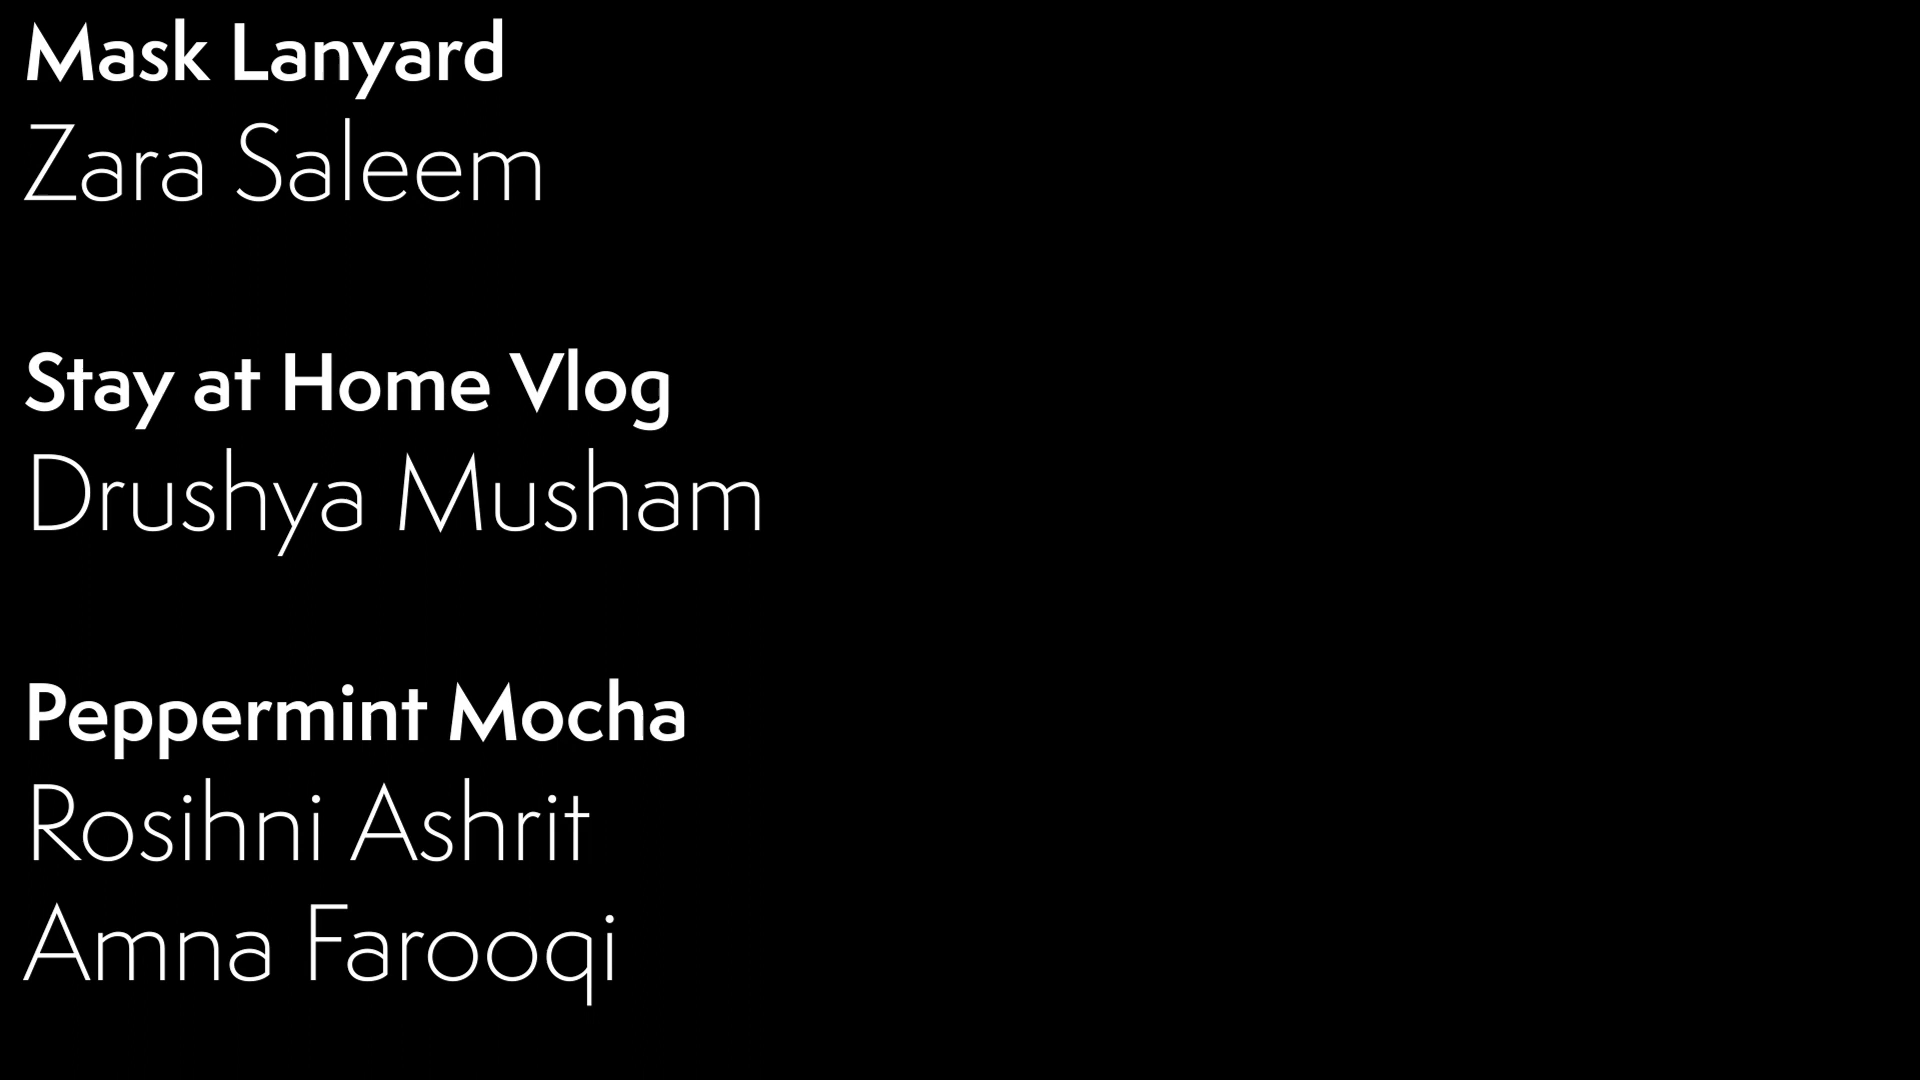 Mask Lanyard
Zara Saleem
Stay at Home Vlog
Drushya Musham
Peppermint Mocha
Rosihni Ashrit
Amna Farooqi